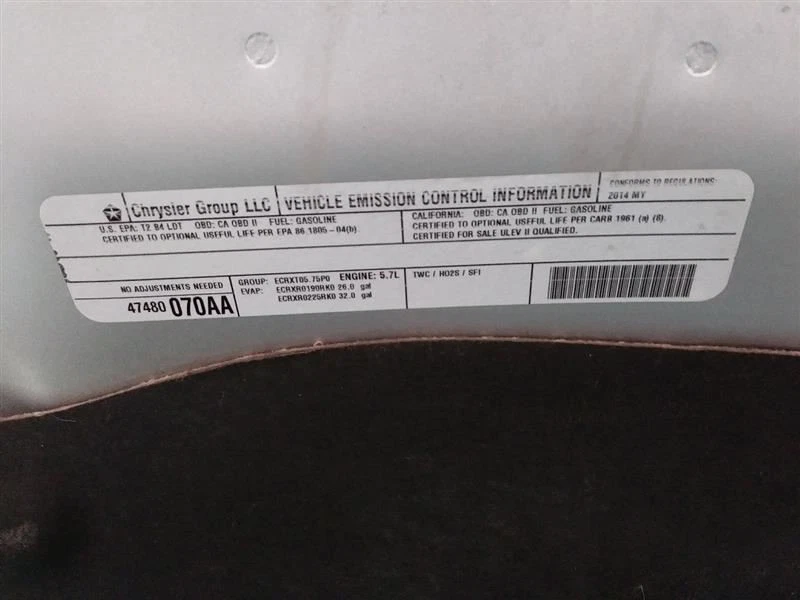 Chrysler Group LLC VEHICLE EMISSION CONTROL INFORMATION CONFORMS TO REGULATIONS:
2014 MY
U.S. EPA: T2 B4 LDT OBD: CA OBD II FUEL: GASOLINE
CERTIFIED TO OPTIONAL USEFUL LIFE PER EPA 86.1805-04(b).
CALIFORNIA: OBD: CA OBD II FUEL: GASOLINE
CERTIFIED TO OPTIONAL USEFUL LIFE PER CARB 1961 (a) (8).
CERTIFIED FOR SALE ULEV II QUALIFIED.
NO ADJUSTMENTS NEEDED
47480 070AA
GROUP: ECRXT05.75P0 ENGINE: 5.7L
EVAP: ECRXR0190RK0 26.0 gal
ECRXR0225RK0 32.0 gal
TWC / HO2S / SFI